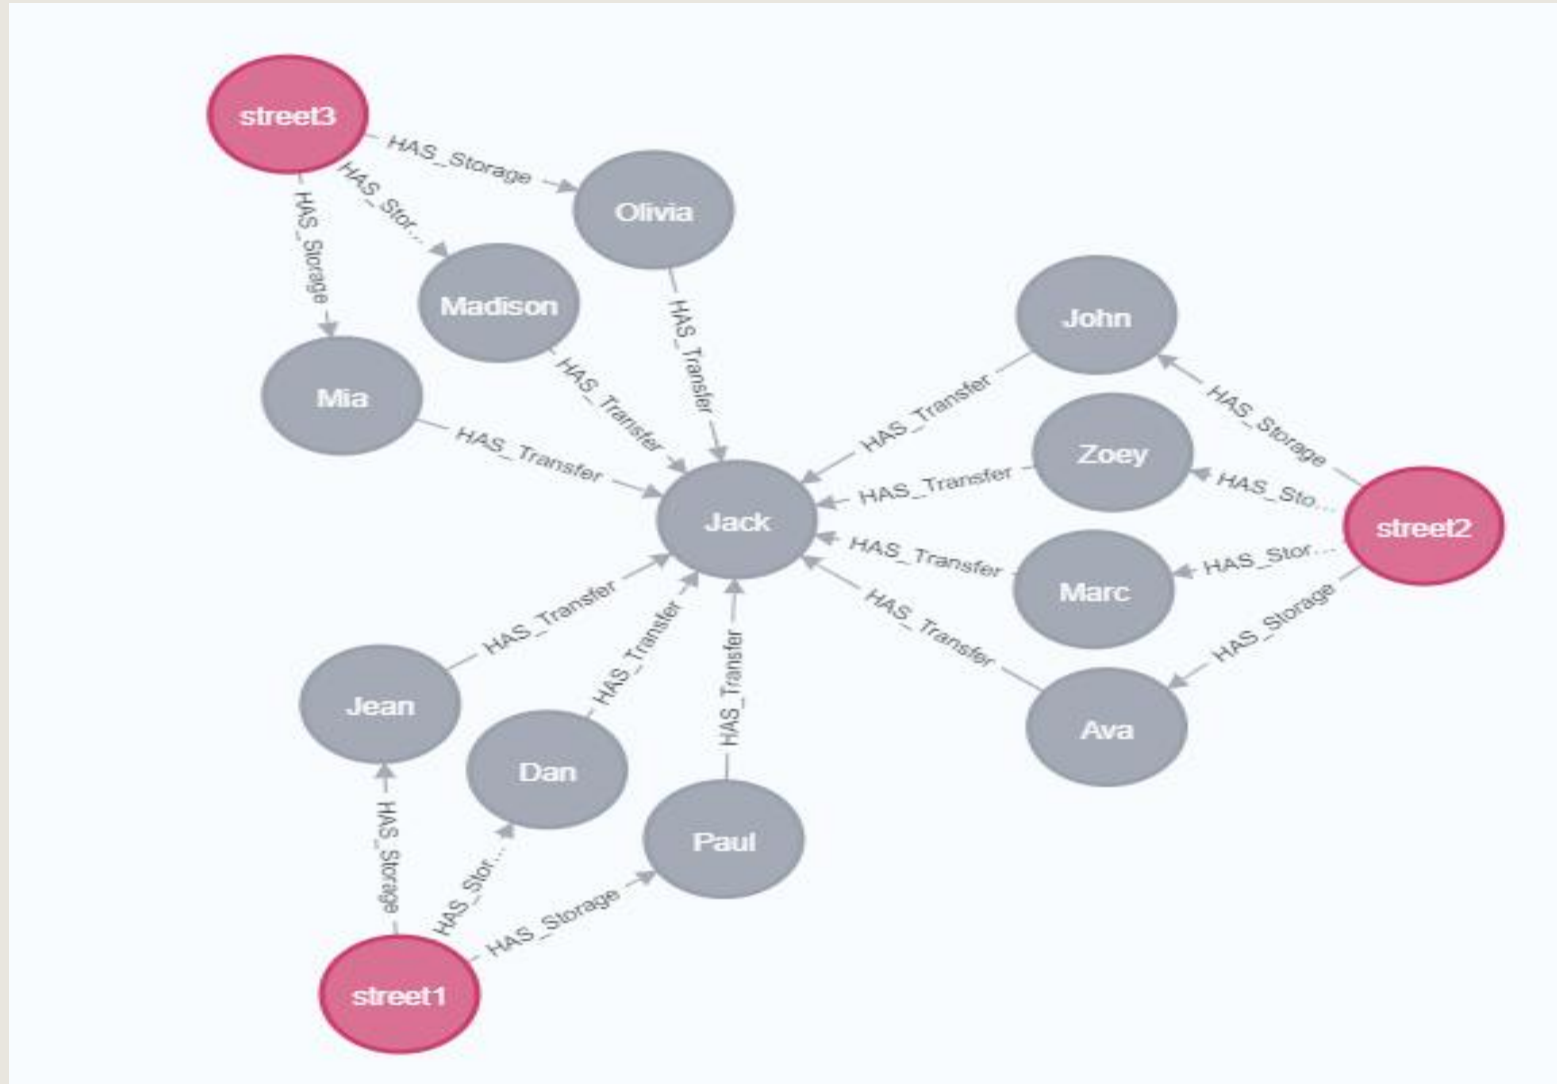 street3
HAS_Storage
HAS_Stor...
HAS_Storage
Olivia
Madison
Mia
HAS_Transfer
HAS_Transfer
HAS_Transfer
John
HAS_Transfer
HAS_Storage
Zoey
HAS_Transfer
HAS_Sto...
Jack
street2
HAS_Transfer
HAS_Stor...
Marc
HAS_Transfer
HAS_Storage
Ava
HAS_Transfer
HAS_Transfer
HAS_Transfer
Jean
Dan
Paul
HAS_Storage
HAS_Stor...
HAS_Storage
street1